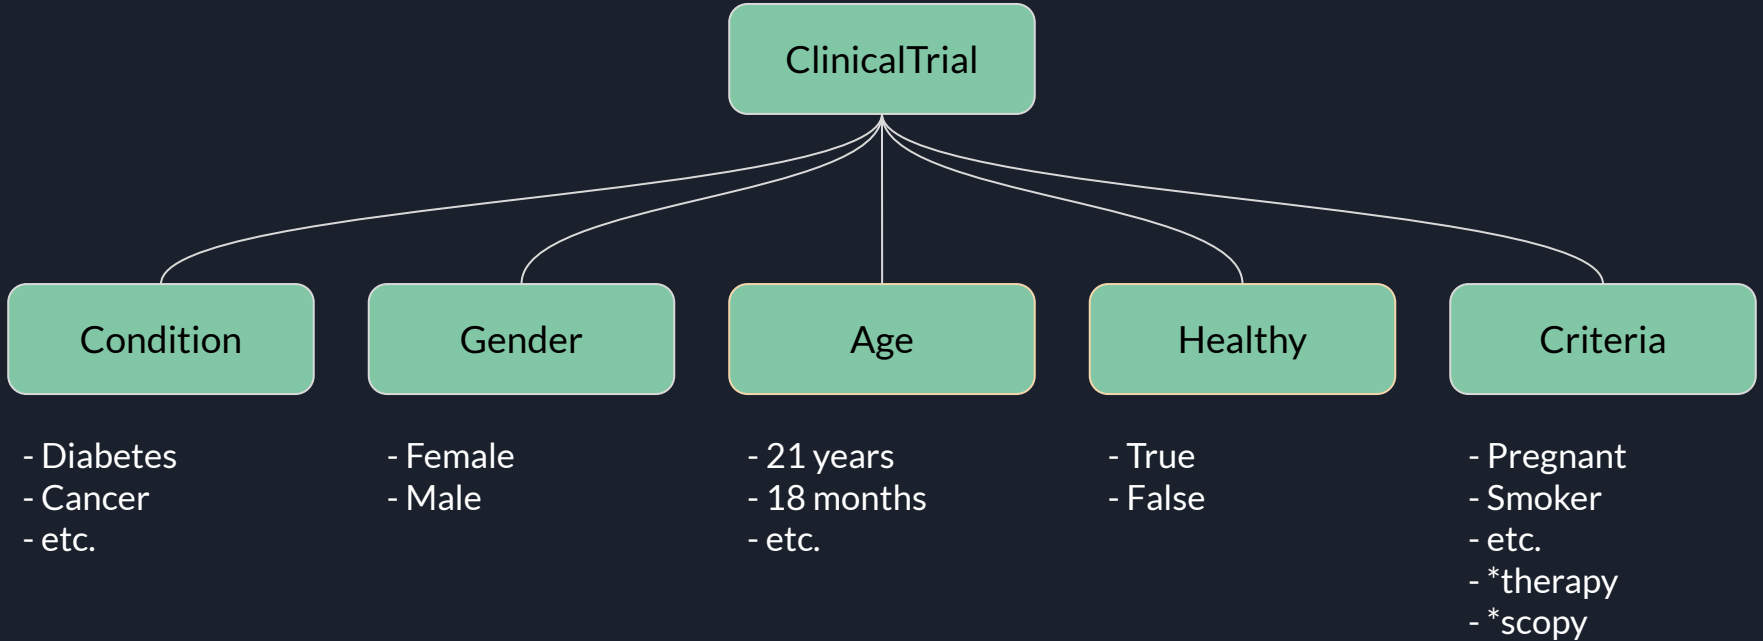 ClinicalTrial
Condition
Gender
Age
Healthy
Criteria
- Diabetes
- Cancer
- etc.
- Female
- Male
- 21 years
- 18 months
- etc.
- True
- False
- Pregnant
- Smoker
- etc.
- *therapy
- *scopy